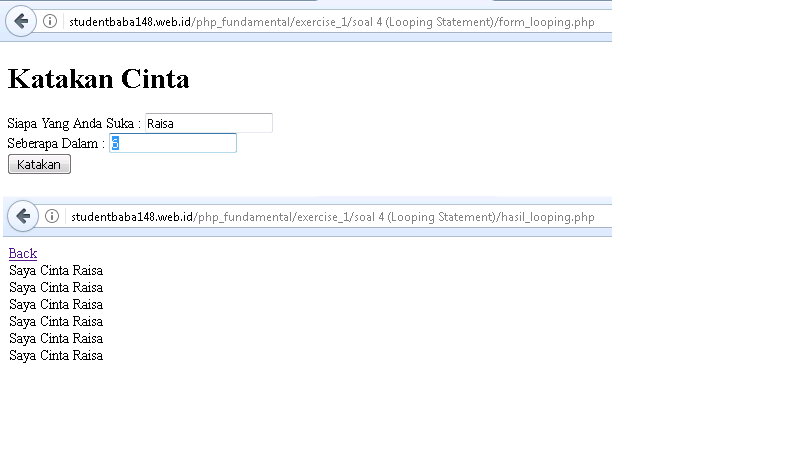 studentbaba148.web.id/php_fundamental/exercise_1/soal 4 (Looping Statement)/form_looping.php
Katakan Cinta
Siapa Yang Anda Suka : Raisa
Seberapa Dalam : 6
Katakan
studentbaba148.web.id/php_fundamental/exercise_1/soal 4 (Looping Statement)/hasil_looping.php
Back
Saya Cinta Raisa
Saya Cinta Raisa
Saya Cinta Raisa
Saya Cinta Raisa
Saya Cinta Raisa
Saya Cinta Raisa